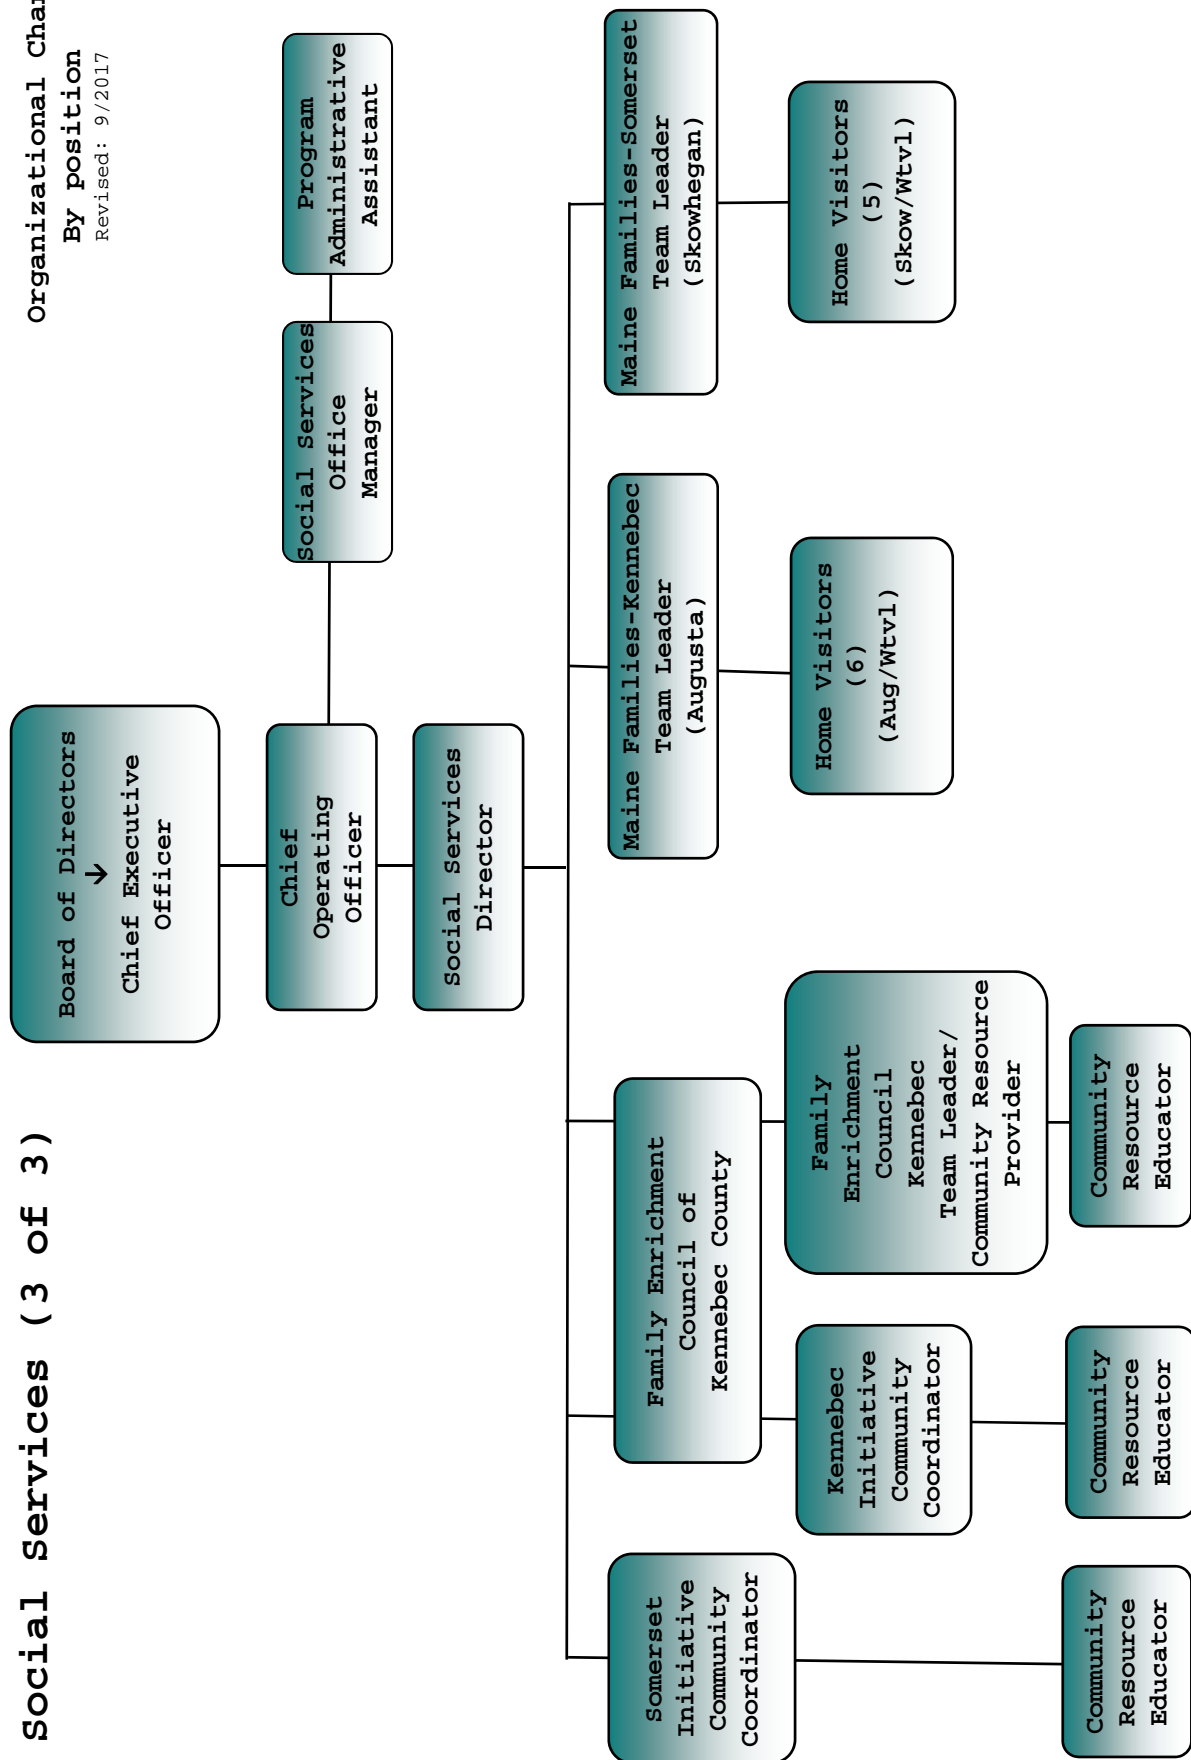 Social Services (3 of 3)
Organizational Char
By position
Revised: 9/2017
Board of Directors
→
Chief Executive
Officer
Chief
Operating
Officer
Social Services
Office
Manager
Program
Administrative
Assistant
Social Services
Director
Somerset
Initiative
Community
Coordinator
Family Enrichment
Council of
Kennebec County
Maine Families-Kennebec
Team Leader
(Augusta)
Maine Families-Somerset
Team Leader
(Skowhegan)
Kennebec
Initiative
Community
Coordinator
Family
Enrichment
Council
Kennebec
Team Leader/
Community Resource
Provider
Home Visitors
(6)
(Aug/Wtvl)
Home Visitors
(5)
(Skow/Wtvl)
Community
Resource
Educator
Community
Resource
Educator
Community
Resource
Educator